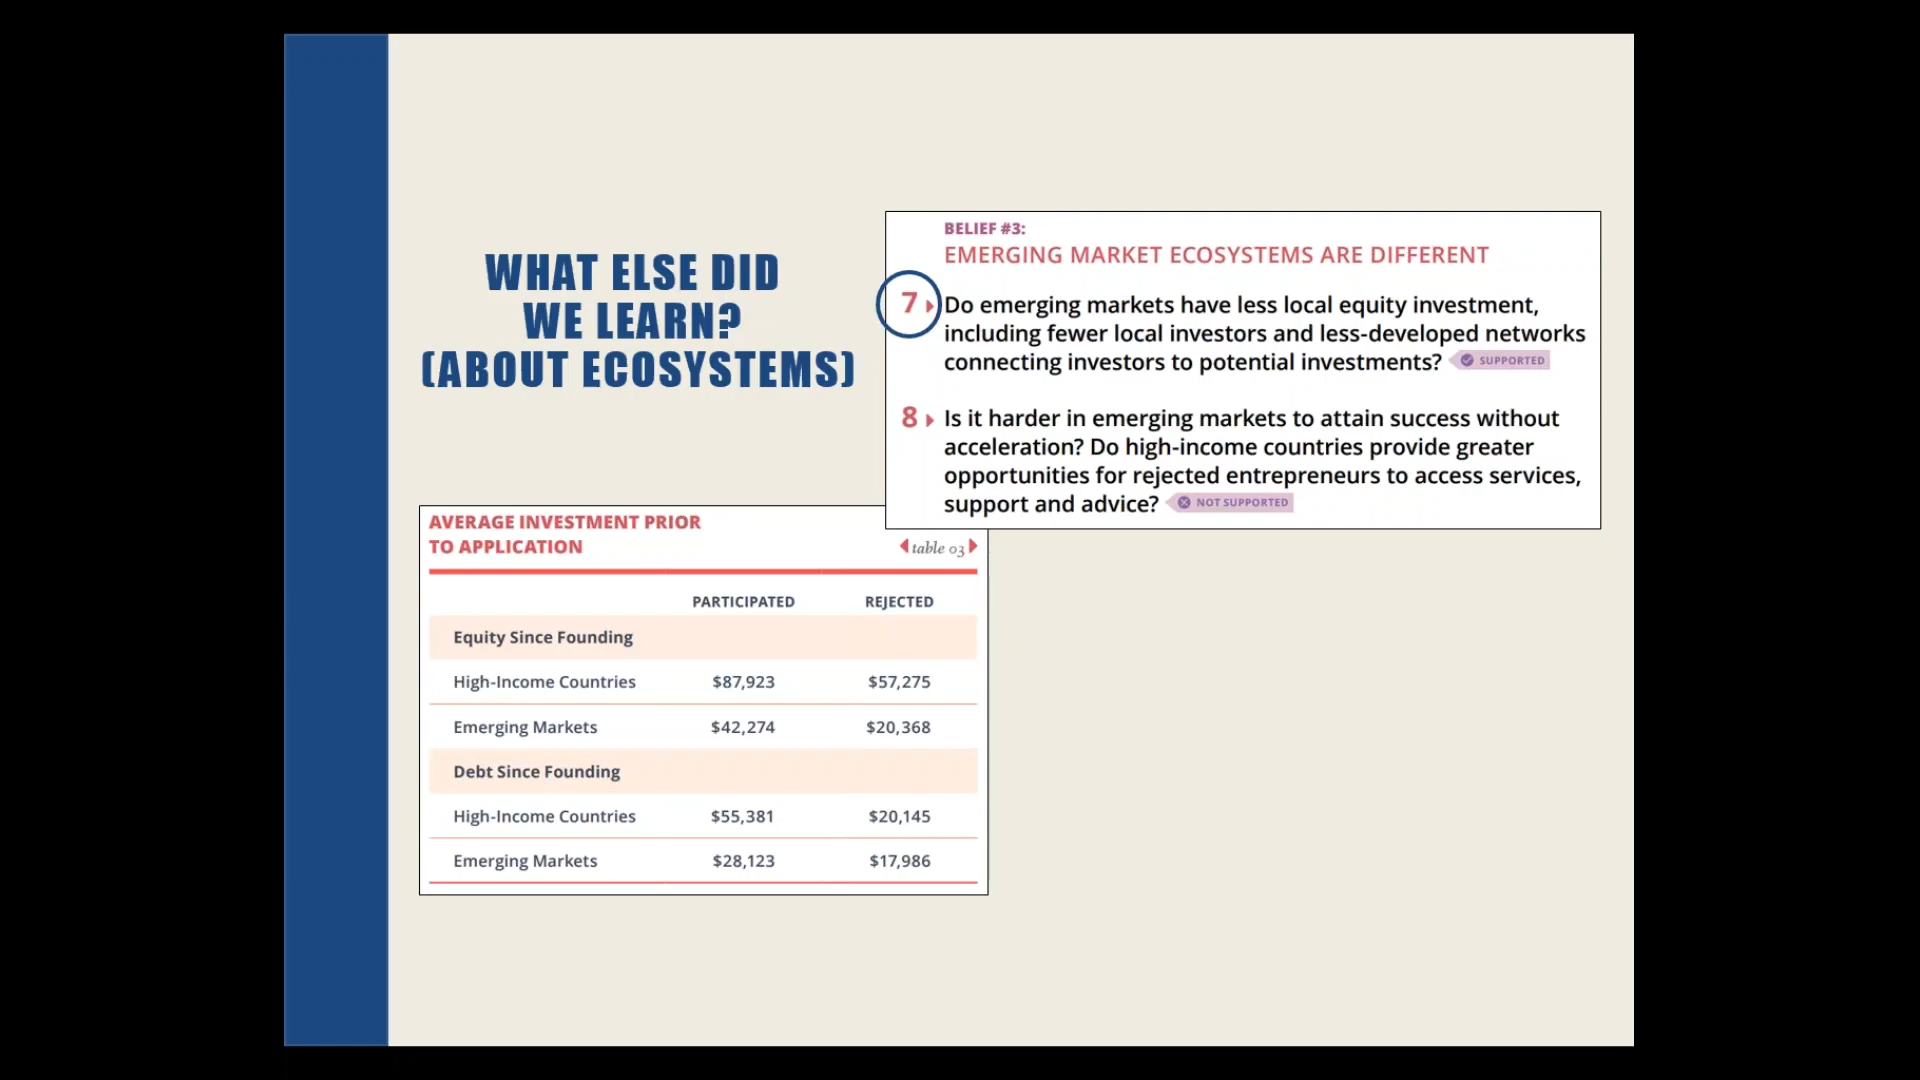 WHAT ELSE DID
WE LEARN?
(ABOUT ECOSYSTEMS)
BELIEF #3:
EMERGING MARKET ECOSYSTEMS ARE DIFFERENT
7 Do emerging markets have less local equity investment,
including fewer local investors and less-developed networks
connecting investors to potential investments? SUPPORTED
8 Is it harder in emerging markets to attain success without
acceleration? Do high-income countries provide greater
opportunities for rejected entrepreneurs to access services,
support and advice? NOT SUPPORTED
AVERAGE INVESTMENT PRIOR
TO APPLICATION
table 03
PARTICIPATED REJECTED
Equity Since Founding
High-Income Countries $87,923 $57,275
Emerging Markets $42,274 $20,368
Debt Since Founding
High-Income Countries $55,381 $20,145
Emerging Markets $28,123 $17,986